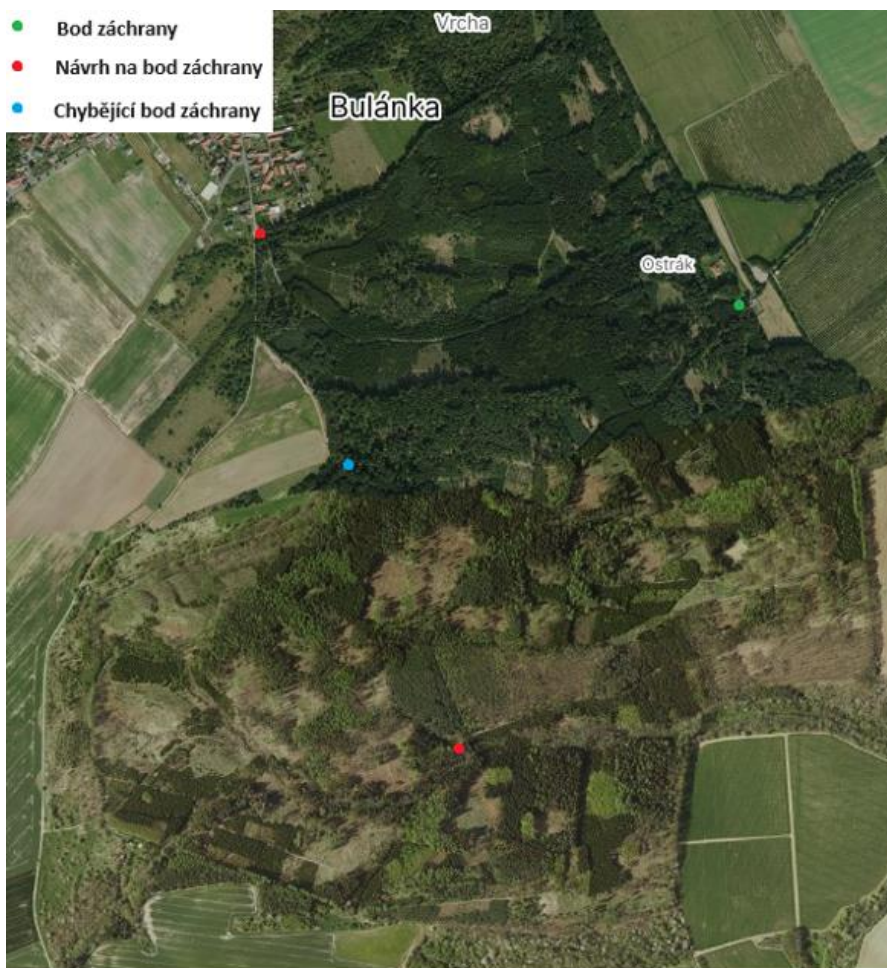 Bod záchrany
Návrh na bod záchrany
Chybějící bod záchrany
Vrcha
Bulánka
Ostrák